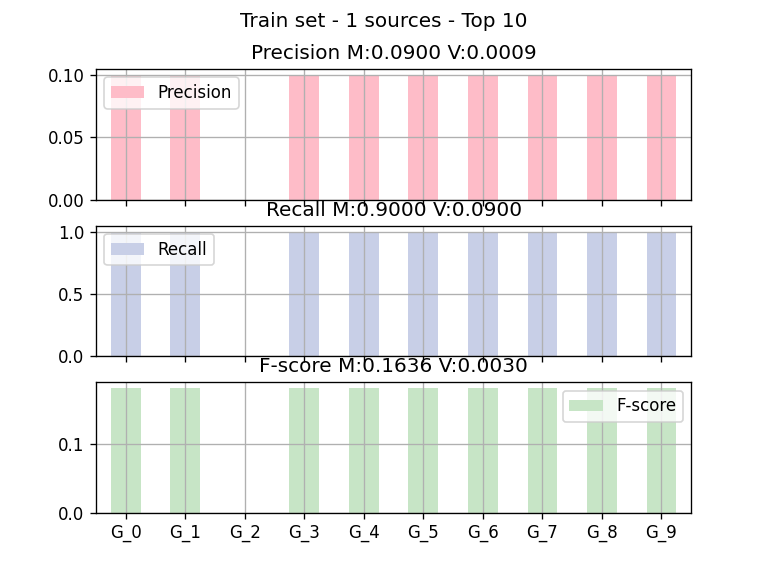 Train set - 1 sources - Top 10
Precision M:0.0900 V:0.0009
0.10
0.05
0.00
Precision
Recall M:0.9000 V:0.0900
1.0
0.5
0.0
Recall
F-score M:0.1636 V:0.0030
0.1
0.0
F-score
G_0 G_1 G_2 G_3 G_4 G_5 G_6 G_7 G_8 G_9